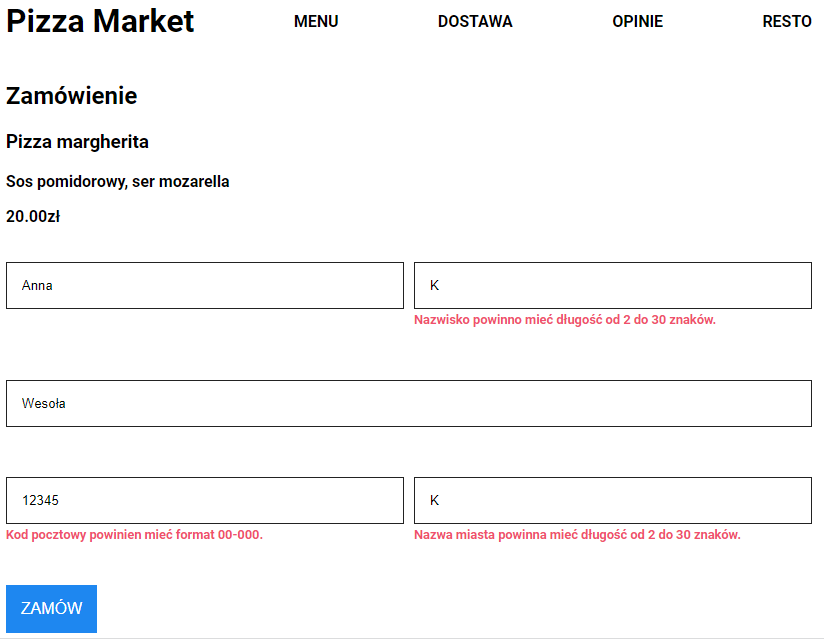 Pizza Market MENU DOSTAWA OPINIE RESTO
Zamówienie
Pizza margherita
Sos pomidorowy, ser mozarella
20.00zł
Anna K
Nazwisko powinno mieć długość od 2 do 30 znaków.
Wesoła
12345 K
Kod pocztowy powinien mieć format 00-000. Nazwa miasta powinna mieć długość od 2 do 30 znaków.
ZAMÓW